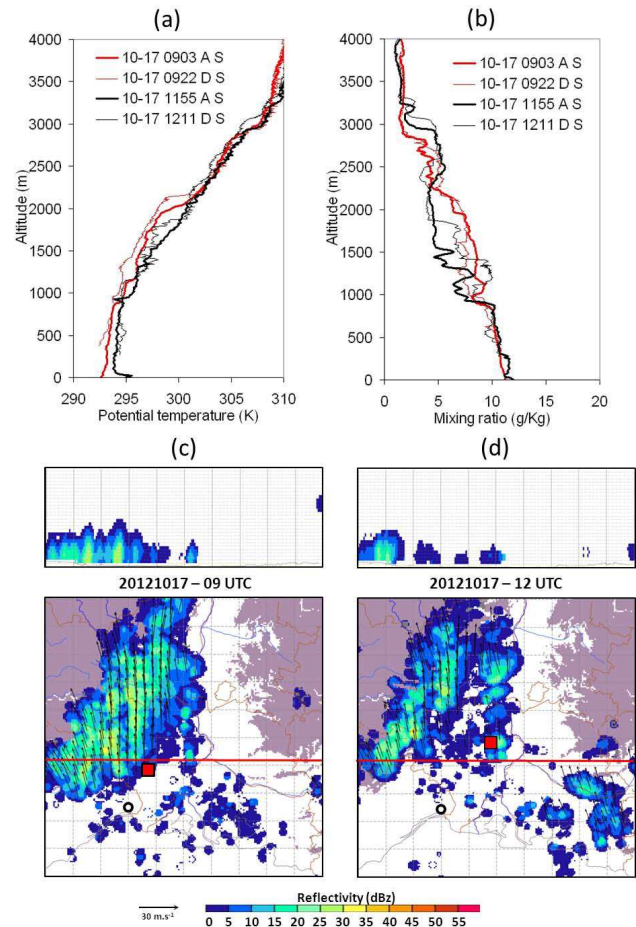 (a)
(b)
10-17 0903 A S
10-17 0922 D S
10-17 1155 A S
10-17 1211 D S
10-17 0903 A S
10-17 0922 D S
10-17 1155 A S
10-17 1211 D S
4000
3500
3000
2500
2000
1500
1000
500
0
Altitude (m)
290
295
300
305
310
Potential temperature (K)
4000
3500
3000
2500
2000
1500
1000
500
0
Altitude (m)
0
5
10
15
20
Mixing ratio (g/Kg)
(c)
(d)
20121017 – 09 UTC
20121017 – 12 UTC
Reflectivity (dBz)
30 m.s-1
0 5 10 15 20 25 30 35 40 45 50 55